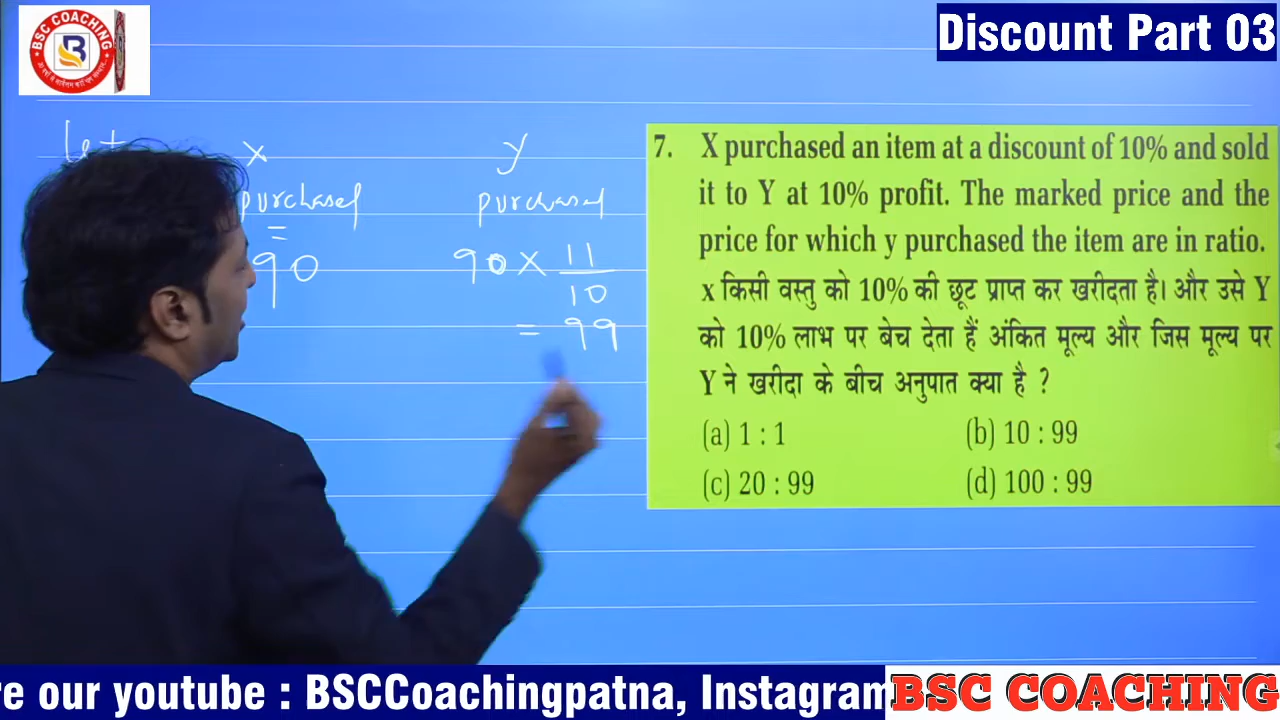 BSC COACHING
Discount Part 03
Let
x
y
purchased
purchased
=
90
90 × 11/10
= 99
7. X purchased an item at a discount of 10% and sold
it to Y at 10% profit. The marked price and the
price for which y purchased the item are in ratio.
x किसी वस्तु को 10% की छूट प्राप्त कर खरीदता है। और उसे Y
को 10% लाभ पर बेच देता हैं अंकित मूल्य और जिस मूल्य पर
Y ने खरीदा के बीच अनुपात क्या है ?
(a) 1 : 1 (b) 10 : 99
(c) 20 : 99 (d) 100 : 99
re our youtube : BSCCoachingpatna, Instagram
BSC COACHING